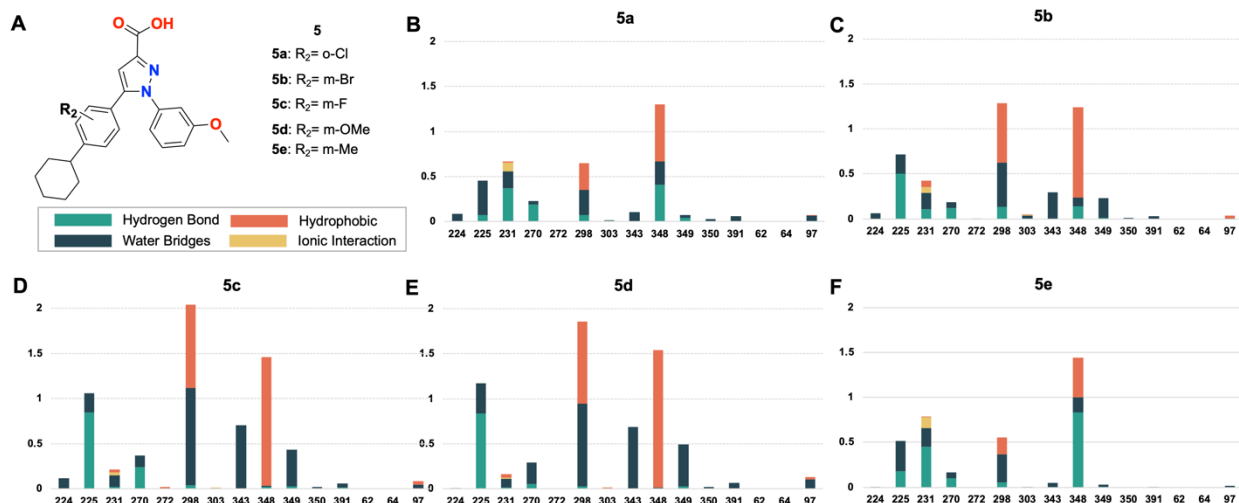 A
O
OH
N
N
R2
O
5
5a: R2= o-Cl
5b: R2= m-Br
5c: R2= m-F
5d: R2= m-OMe
5e: R2= m-Me
Hydrogen Bond
Hydrophobic
Water Bridges
Ionic Interaction
B
5a
2
1.5
1
0.5
0
224 225 231 270 272 298 303 343 348 349 350 391 62 64 97
C
5b
2
1.5
1
0.5
0
224 225 231 270 272 298 303 343 348 349 350 391 62 64 97
D
5c
2
1.5
1
0.5
0
224 225 231 270 272 298 303 343 348 349 350 391 62 64 97
E
5d
2
1.5
1
0.5
0
224 225 231 270 272 298 303 343 348 349 350 391 62 64 97
F
5e
2
1.5
1
0.5
0
224 225 231 270 272 298 303 343 348 349 350 391 62 64 97